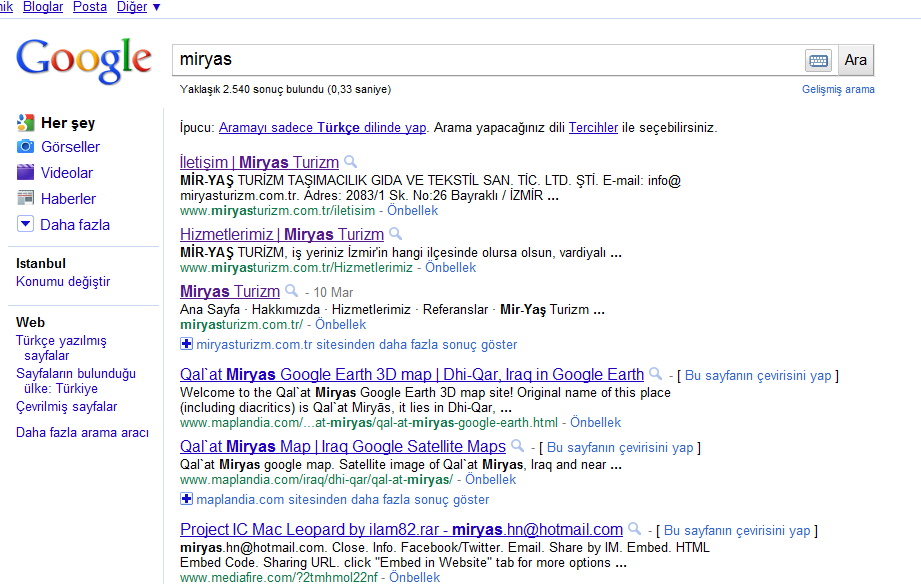 Bloglar Posta Diğer ▼
Google
miryas
Ara
Yaklaşık 2.540 sonuç bulundu (0,33 saniye)
Gelişmiş arama
Her şey
Görseller
Videolar
Haberler
Daha fazla
Istanbul
Konumu değiştir
Web
Türkçe yazılmış
sayfalar
Sayfaların bulunduğu
ülke: Türkiye
Çevrilmiş sayfalar
Daha fazla arama aracı
İpucu: Aramayı sadece Türkçe dilinde yap. Arama yapacağınız dili Tercihler ile seçebilirsiniz.
İletişim | Miryas Turizm
MİR-YAŞ TURİZM TAŞIMACILIK GIDA VE TEKSTİL SAN. TİC. LTD. ŞTİ. E-mail: info@
miryasturizm.com.tr. Adres: 2083/1 Sk. No:26 Bayraklı / İZMİR ...
www.miryasturizm.com.tr/iletisim - Önbellek
Hizmetlerimiz | Miryas Turizm
MİR-YAŞ TURİZM, iş yeriniz İzmir'in hangi ilçesinde olursa olsun, vardiyalı ...
www.miryasturizm.com.tr/Hizmetlerimiz - Önbellek
Miryas Turizm - 10 Mar
Ana Sayfa · Hakkımızda · Hizmetlerimiz · Referanslar · Mir-Yaş Turizm ...
miryasturizm.com.tr/ - Önbellek
miryasturizm.com.tr sitesinden daha fazla sonuç göster
Qal`at Miryas Google Earth 3D map | Dhi-Qar, Iraq in Google Earth - [ Bu sayfanın çevirisini yap ]
Welcome to the Qal`at Miryas Google Earth 3D map site! Original name of this place
(including diacritics) is Qal`at Miryās, it lies in Dhi-Qar, ...
www.maplandia.com/...at-miryas/qal-at-miryas-google-earth.html - Önbellek
Qal`at Miryas Map | Iraq Google Satellite Maps - [ Bu sayfanın çevirisini yap ]
Qal`at Miryas google map. Satellite image of Qal`at Miryas, Iraq and near ...
www.maplandia.com/iraq/dhi-qar/qal-at-miryas/ - Önbellek
maplandia.com sitesinden daha fazla sonuç göster
Project IC Mac Leopard by ilam82.rar - miryas.hn@hotmail.com - [ Bu sayfanın çevirisini yap ]
miryas.hn@hotmail.com. Close. Info. Facebook/Twitter. Email. Share by IM. Embed. HTML
Embed Code. Sharing URL. click "Embed in Website" tab for more options ...
www.mediafire.com/?2tmhmol22nf - Önbellek